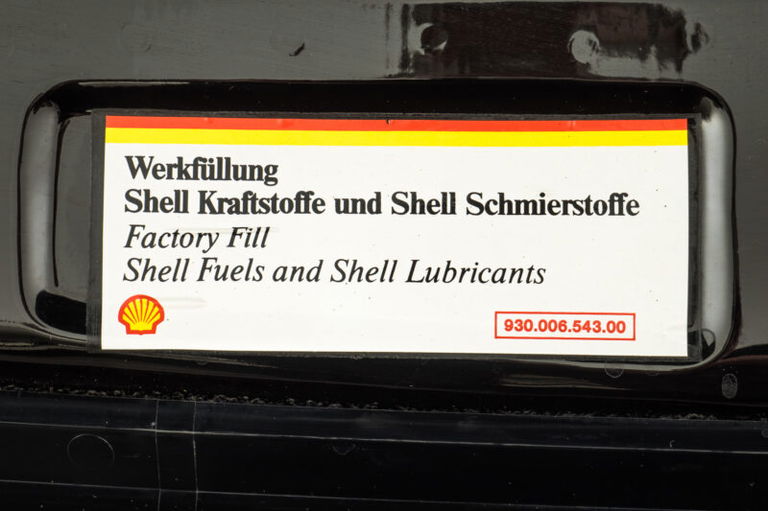 Werkfüllung
Shell Kraftstoffe und Shell Schmierstoffe
Factory Fill
Shell Fuels and Shell Lubricants
930.006.543.00